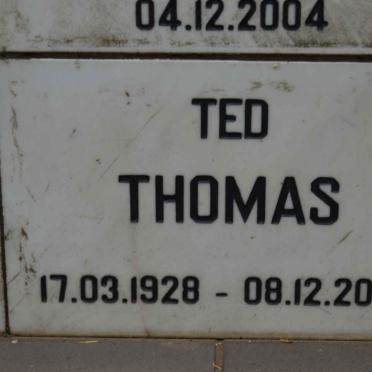 04.12.2004
TED
THOMAS
17.03.1928 - 08.12.20